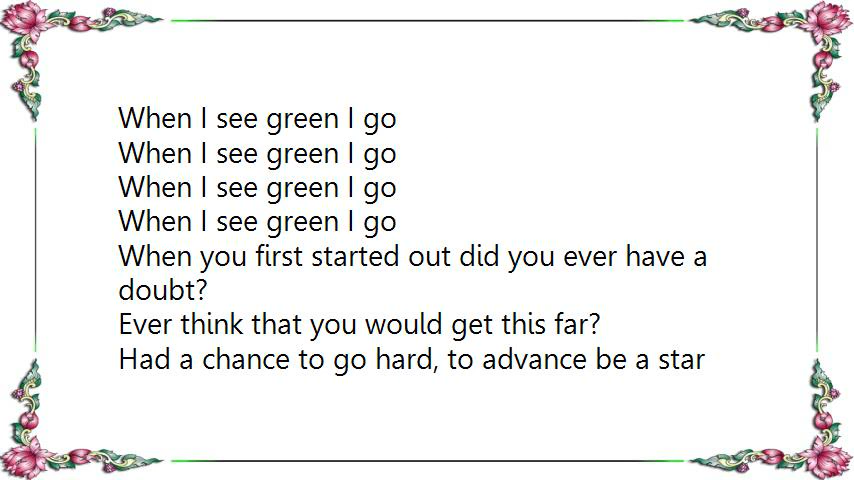 When I see green I go
When I see green I go
When I see green I go
When I see green I go
When you first started out did you ever have a
doubt?
Ever think that you would get this far?
Had a chance to go hard, to advance be a star